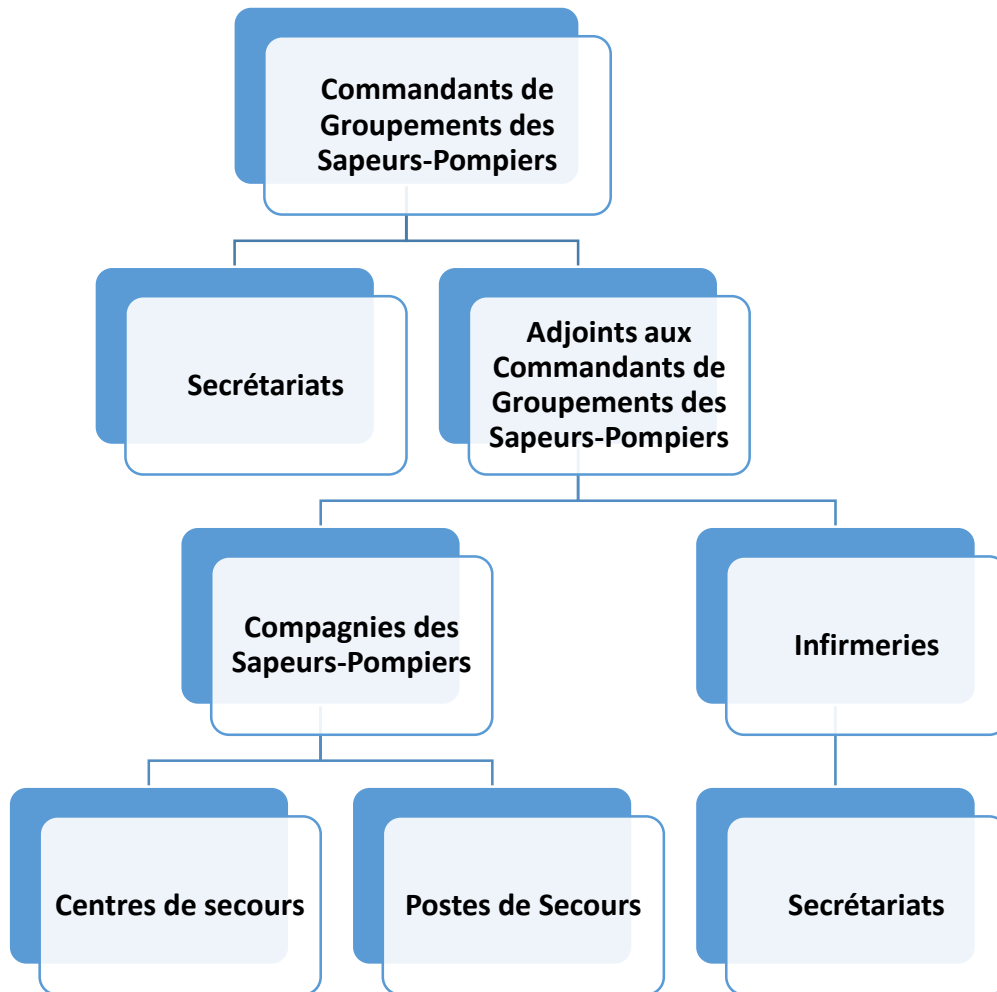 Commandants de
Groupements des
Sapeurs-Pompiers
Secrétariats
Adjoints aux
Commandants de
Groupements des
Sapeurs-Pompiers
Compagnies des
Sapeurs-Pompiers
Infirmeries
Centres de secours
Postes de Secours
Secrétariats